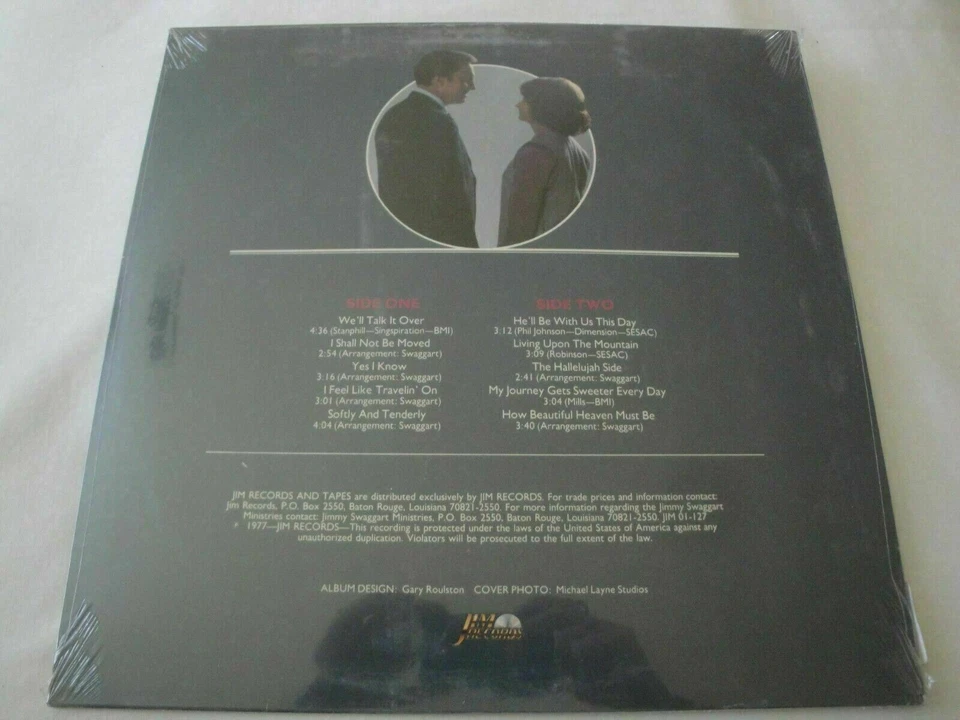 SIDE ONE
We'll Talk It Over
4:36 (Stanphill—Singspiration—BMI)
I Shall Not Be Moved
2:54 (Arrangement: Swaggart)
Yes I Know
3:16 (Arrangement: Swaggart)
I Feel Like Travelin' On
3:01 (Arrangement: Swaggart)
Softly And Tenderly
4:04 (Arrangement: Swaggart)
SIDE TWO
He'll Be With Us This Day
3:12 (Phil Johnson—Dimension—SESAC)
Living Upon The Mountain
3:09 (Robinson—SESAC)
The Hallelujah Side
2:41 (Arrangement: Swaggart)
My Journey Gets Sweeter Every Day
3:04 (Mills—BMI)
How Beautiful Heaven Must Be
3:40 (Arrangement: Swaggart)
JIM RECORDS AND TAPES are distributed exclusively by JIM RECORDS. For trade prices and information contact:
Jim Records, P.O. Box 2550, Baton Rouge, Louisiana 70821-2550. For more information regarding the Jimmy Swaggart
Ministries contact: Jimmy Swaggart Ministries, P.O. Box 2550, Baton Rouge, Louisiana 70821-2550. JIM 01-127
* 1977—JIM RECORDS—This recording is protected under the laws of the United States of America against any
unauthorized duplication. Violators will be prosecuted to the full extent of the law.
ALBUM DESIGN: Gary Roulston COVER PHOTO: Michael Layne Studios
JIM
RECORDS